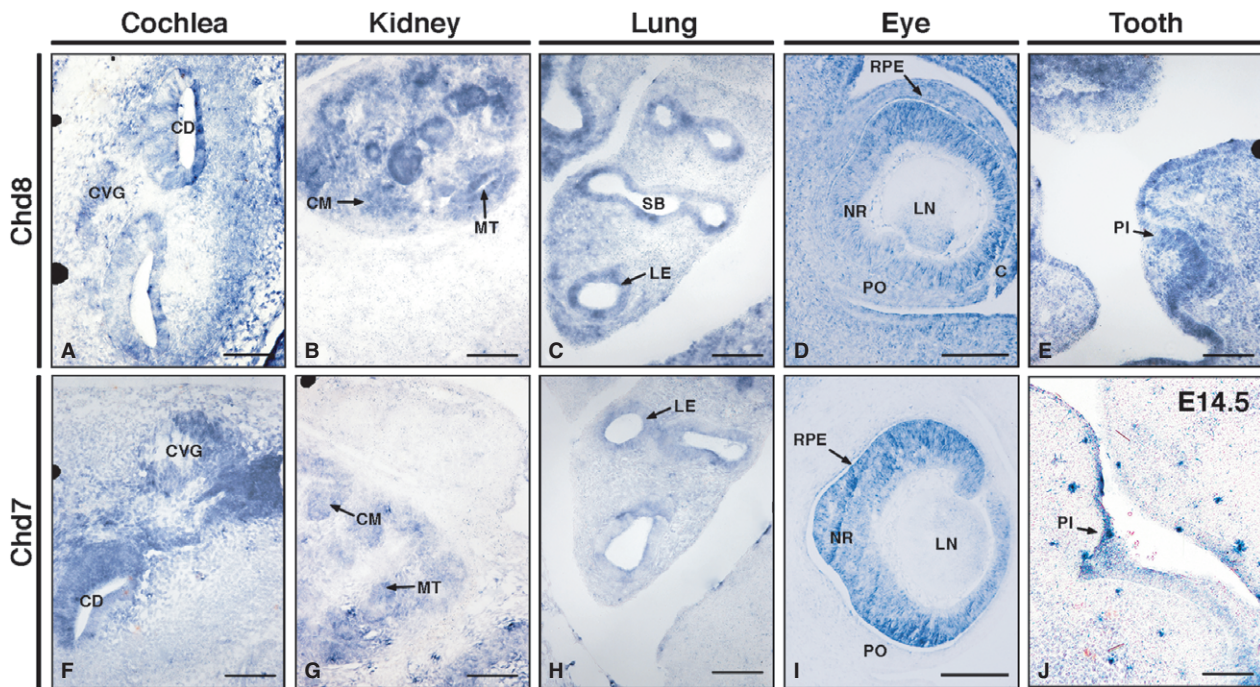 Cochlea Kidney Lung Eye Tooth
Chd8
CD
CVG
A
CM
MT
B
SB
LE
C
RPE
NR
LN
C
PO
D
PI
E
Chd7
CVG
CD
F
CM
MT
G
LE
H
RPE
NR
LN
PO
I
E14.5
PI
J